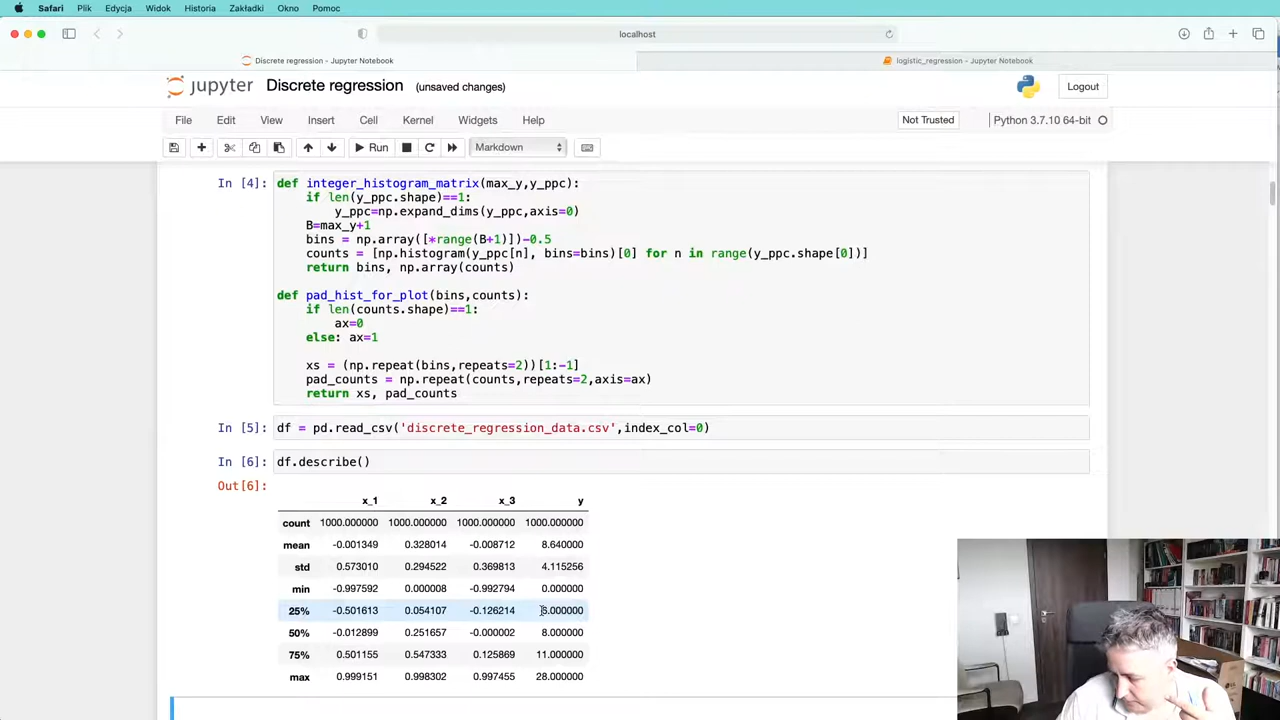 Safari Plik Edycja Widok Historia Zakładki Okno Pomoc
localhost
Discrete regression - Jupyter Notebook
logistic_regression - Jupyter Notebook
jupyter Discrete regression (unsaved changes)
Logout
File Edit View Insert Cell Kernel Widgets Help
Not Trusted
Python 3.7.10 64-bit
Run
Markdown
In [4]: def integer_histogram_matrix(max_y,y_ppc):
if len(y_ppc.shape)==1:
y_ppc=np.expand_dims(y_ppc,axis=0)
B=max_y+1
bins = np.array([*range(B+1)])-0.5
counts = [np.histogram(y_ppc[n], bins=bins)[0] for n in range(y_ppc.shape[0])]
return bins, np.array(counts)
def pad_hist_for_plot(bins,counts):
if len(counts.shape)==1:
ax=0
else: ax=1
xs = (np.repeat(bins,repeats=2))[1:-1]
pad_counts = np.repeat(counts,repeats=2,axis=ax)
return xs, pad_counts
In [5]: df = pd.read_csv('discrete_regression_data.csv',index_col=0)
In [6]: df.describe()
Out[6]:
x_1 x_2 x_3 y
count 1000.000000 1000.000000 1000.000000 1000.000000
mean -0.001349 0.328014 -0.008712 8.640000
std 0.573010 0.294522 0.369813 4.115256
min -0.997592 0.000008 -0.992794 0.000000
25% -0.501613 0.054107 -0.126214
50% -0.012899 0.251657 -0.000002 8.000000
75% 0.501155 0.547333 0.125869 11.000000
max 0.999151 0.998302 0.997455 28.000000